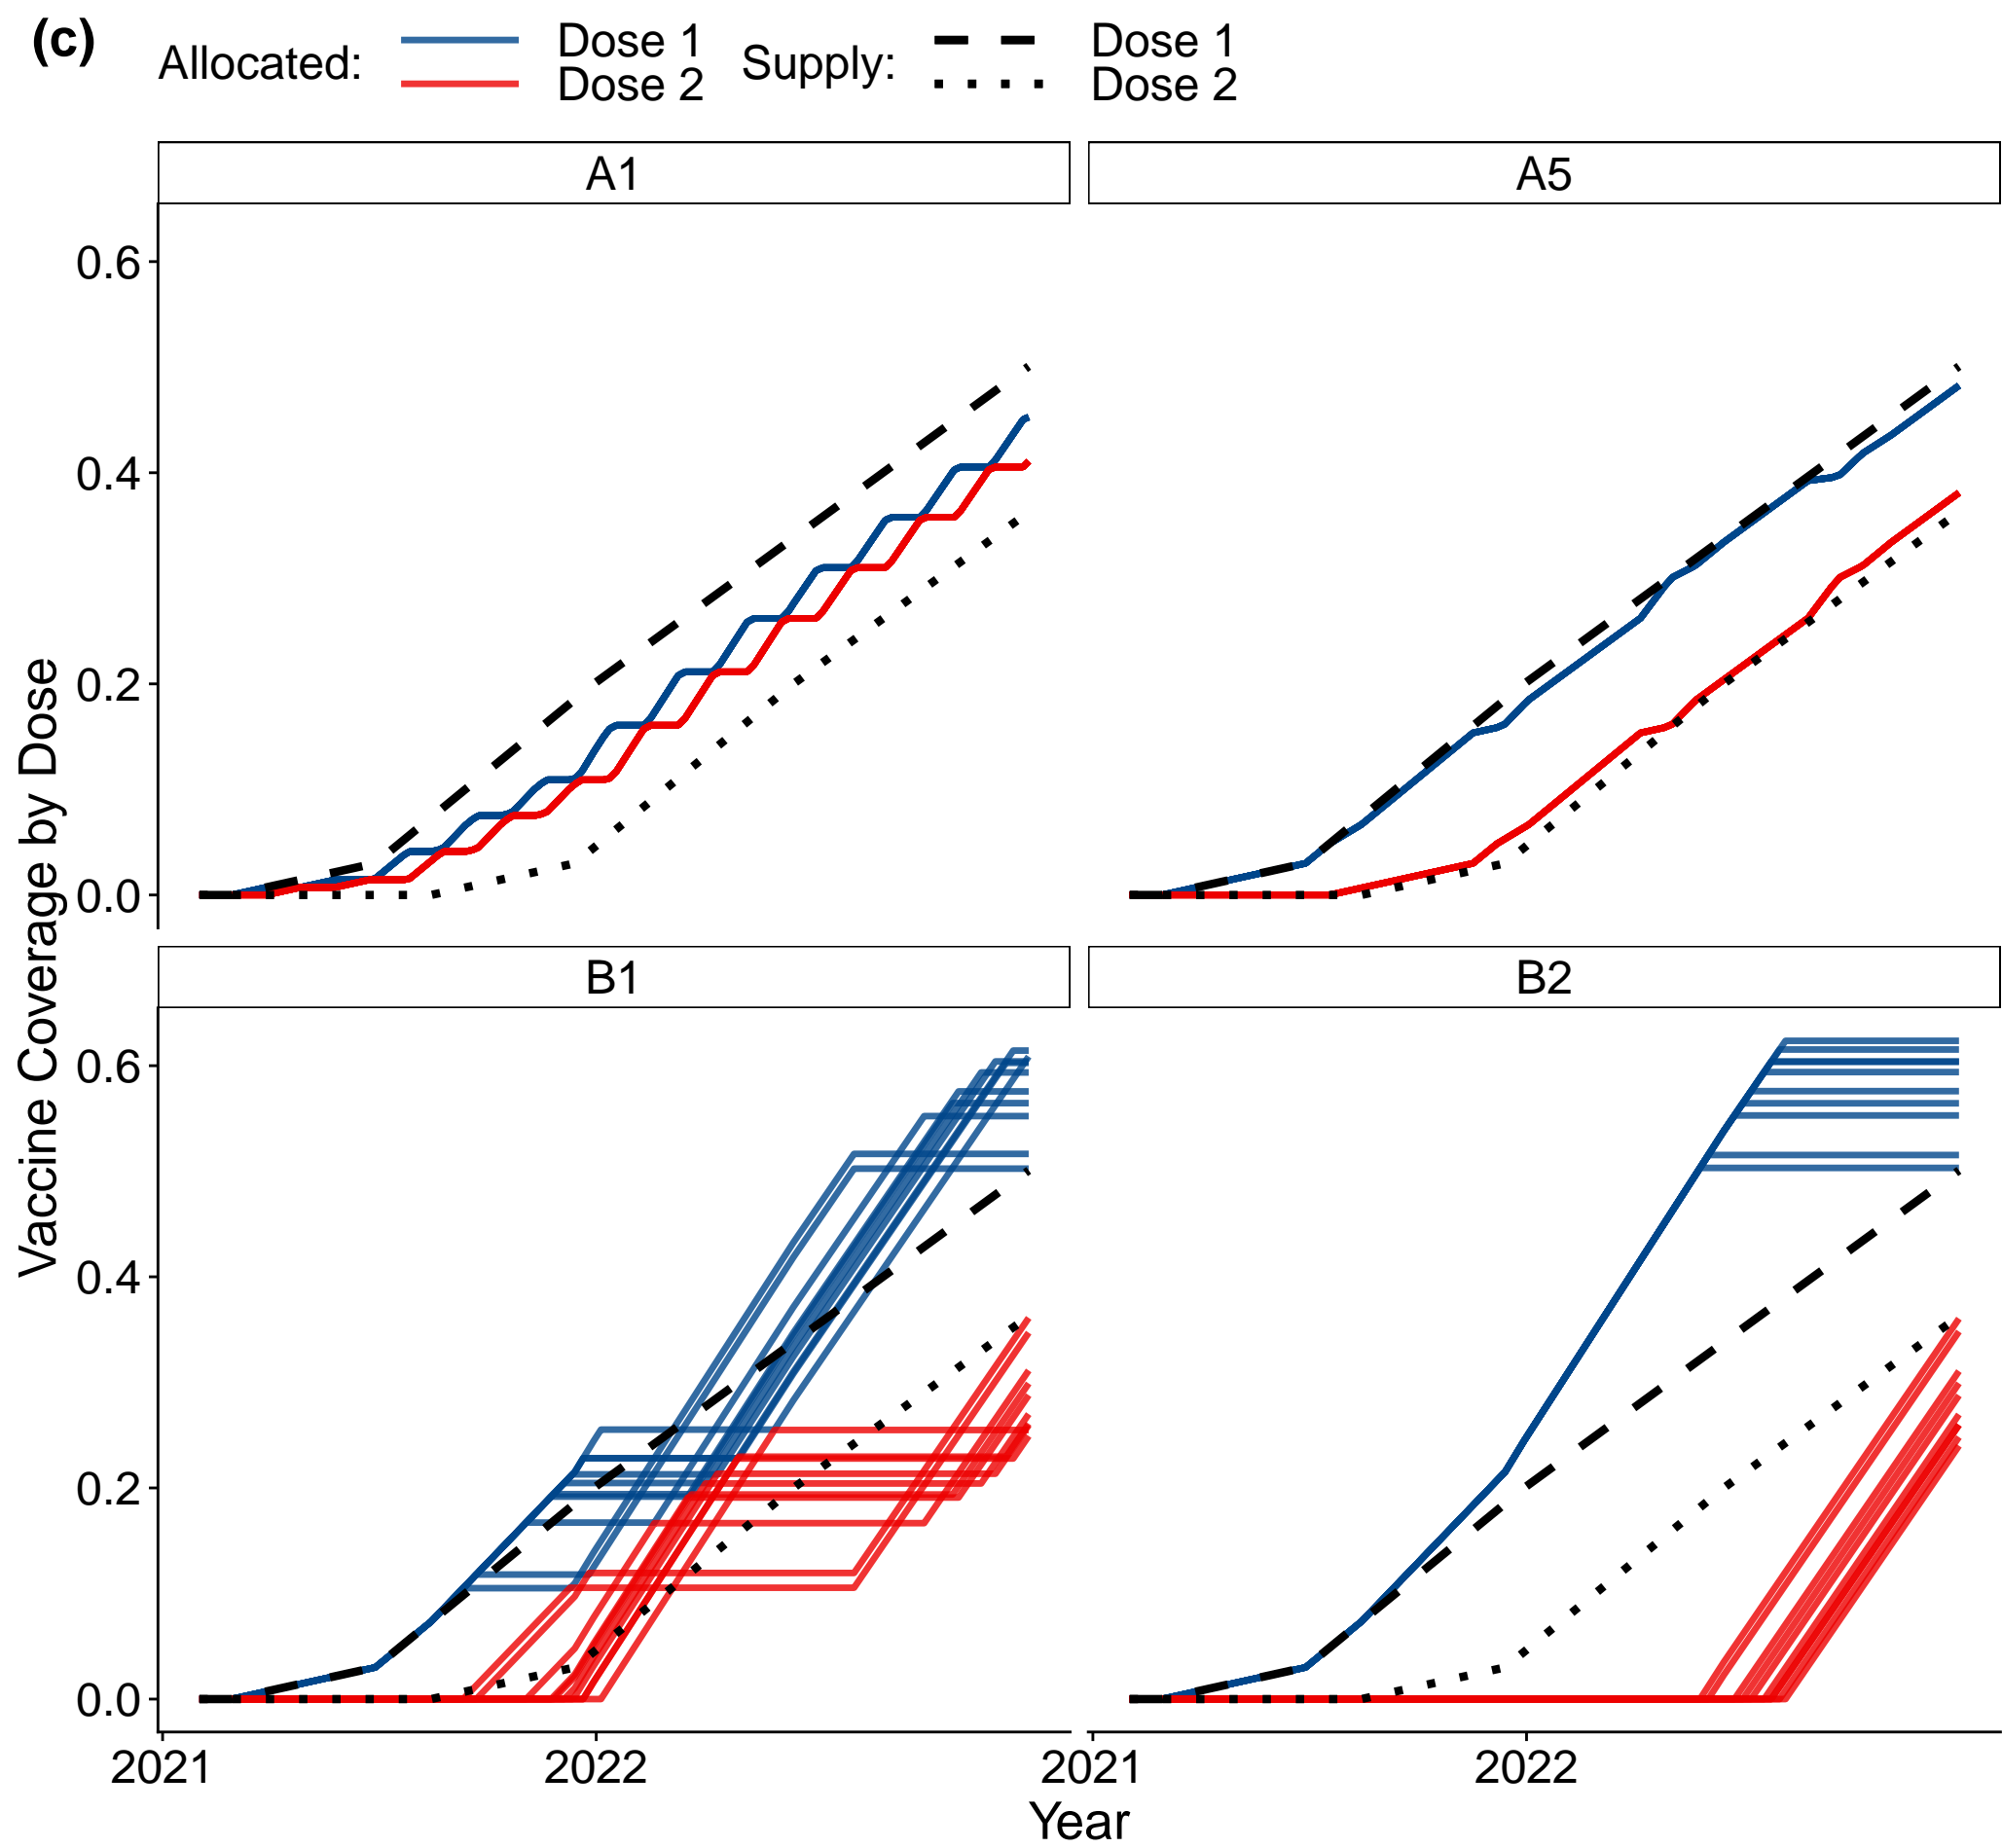 (c)
Allocated:
Dose 1
Dose 2
Supply:
Dose 1
Dose 2
A1
A5
0.6
0.4
0.2
0.0
B1
B2
0.6
0.4
0.2
0.0
Vaccine Coverage by Dose
2021
2022
2021
2022
Year